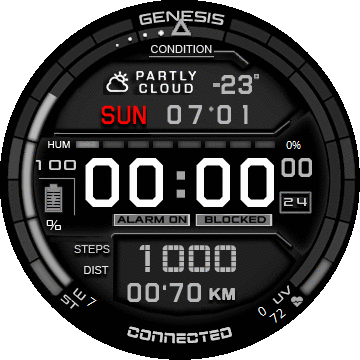 GENESIS
CONDITION
PARTLY CLOUD -23°
SUN 07·01
HUM 0%
100 00:00 00
24
%
ALARM ON BLOCKED
STEPS 1000
DIST 00'70 KM
WEST 7
0 UV
72
CONNECTED